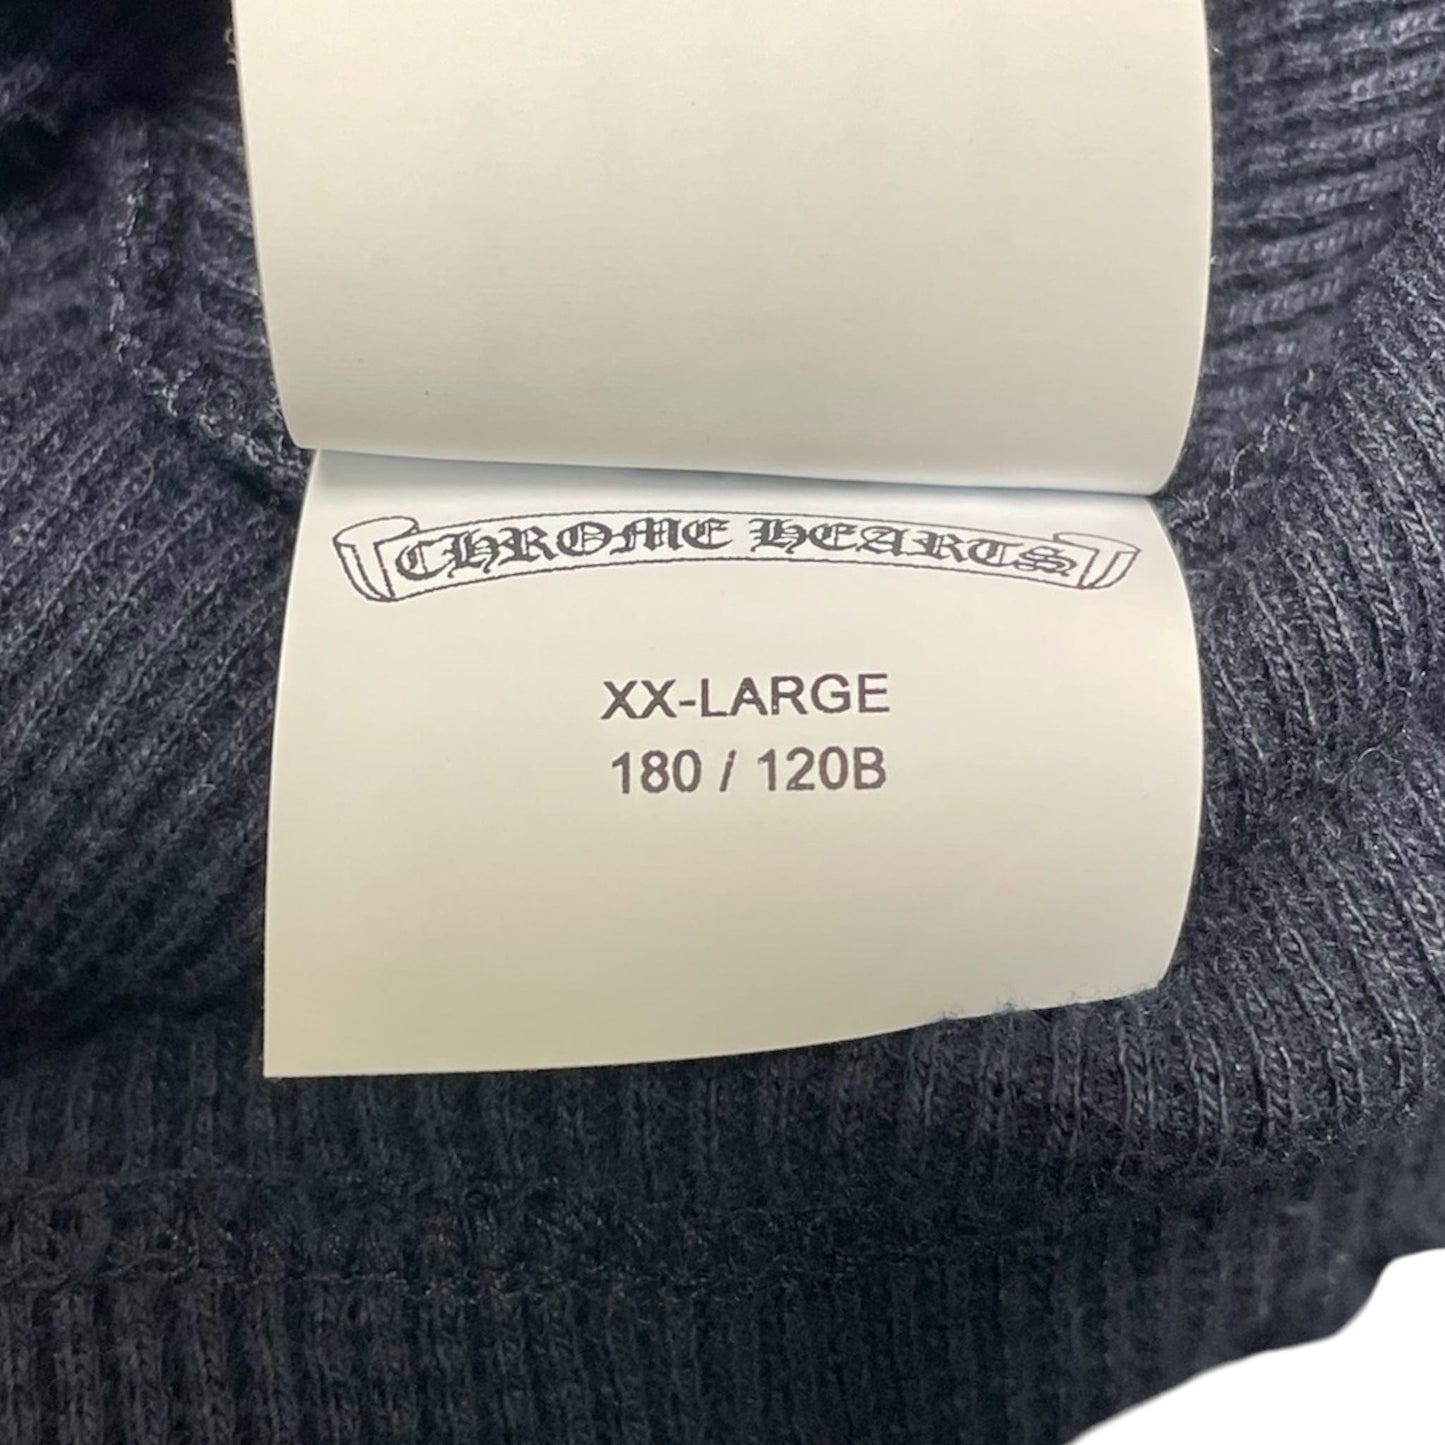 CHROME HEARTS
XX-LARGE
180 / 120B